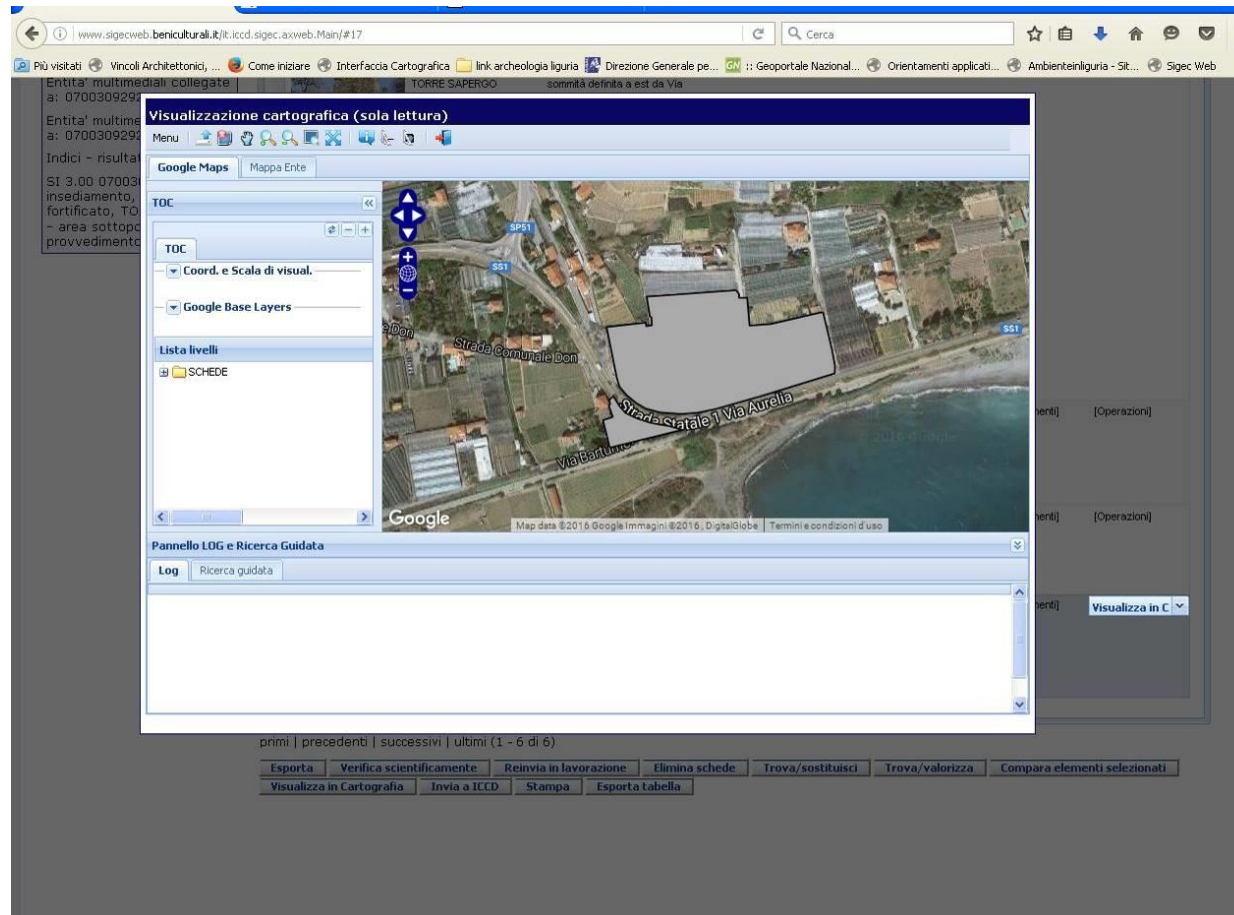 www.sigecweb.beniculturali.it/it.iccd.sigec.axweb.Main/#17
Cerca
Più visitati Vincoli Architettonici, ... Come iniziare Interfaccia Cartografica link archeologia liguria Direzione Generale pe... :: Geoportale Nazional... Orientamenti applicati... Ambienteinliguria - Sit... Sigec Web
Entita' multimediali collegate
a: 0700309292
TORRE SAPERGO
sommità definita a est da Via
Entita' multime
a: 0700309292
Indici - risultat
SI 3.00 07003
insediamento,
fortificato, TO
- area sottopo
provvedimento
Visualizzazione cartografica (sola lettura)
Menu
Google Maps Mappa Ente
TOC
TOC
Coord. e Scala di visual.
Google Base Layers
Lista livelli
SCHEDE
SP51
SS1
SS1
Strada Comunale Don
Strada Statale 1 Via Aurelia
Google
Map data ©2016 Google Immagini ©2016, DigitalGlobe Termini e condizioni d'uso
Pannello LOG e Ricerca Guidata
Log Ricerca guidata
menti] [Operazioni]
menti] [Operazioni]
menti] Visualizza in C
primi | precedenti | successivi | ultimi (1 - 6 di 6)
Esporta Verifica scientificamente Reinvia in lavorazione Elimina schede Trova/sostituisci Trova/valorizza Compara elementi selezionati
Visualizza in Cartografia Invia a ICCD Stampa Esporta tabella